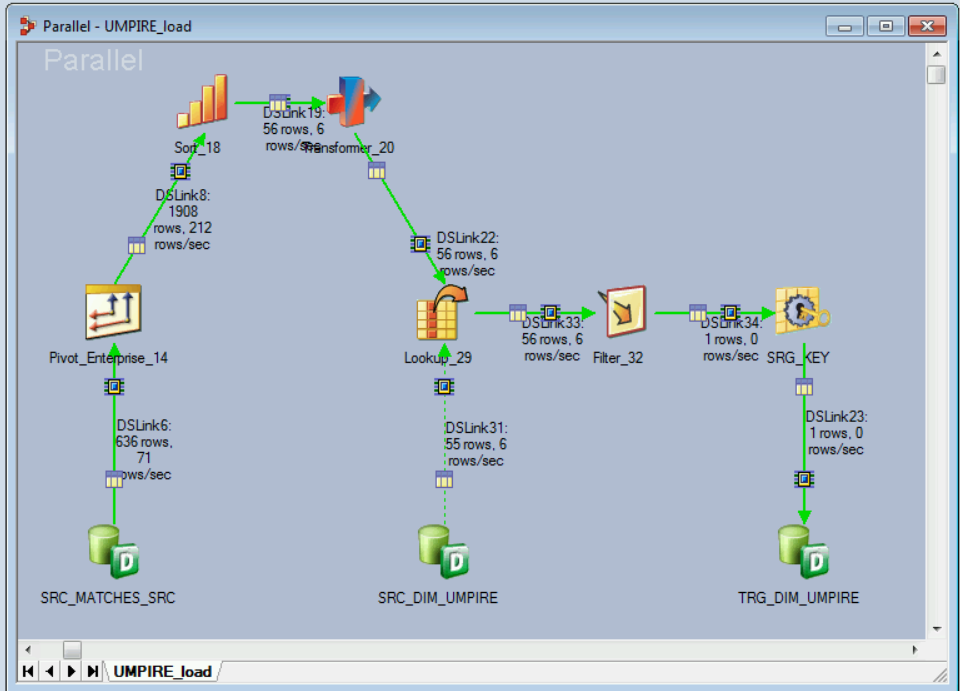 Parallel - UMPIRE_load
Parallel
DSLink19:
56 rows, 6
rows/sec
Sort_18
Transformer_20
DSLink8:
1908
rows, 212
rows/sec
DSLink22:
56 rows, 6
rows/sec
Pivot_Enterprise_14
Lookup_29
DSLink33:
56 rows, 6
rows/sec
Filter_32
DSLink34:
1 rows, 0
rows/sec
SRG_KEY
DSLink6:
636 rows,
71
rows/sec
DSLink31:
55 rows, 6
rows/sec
DSLink23:
1 rows, 0
rows/sec
D
D
D
SRC_MATCHES_SRC
SRC_DIM_UMPIRE
TRG_DIM_UMPIRE
UMPIRE_load